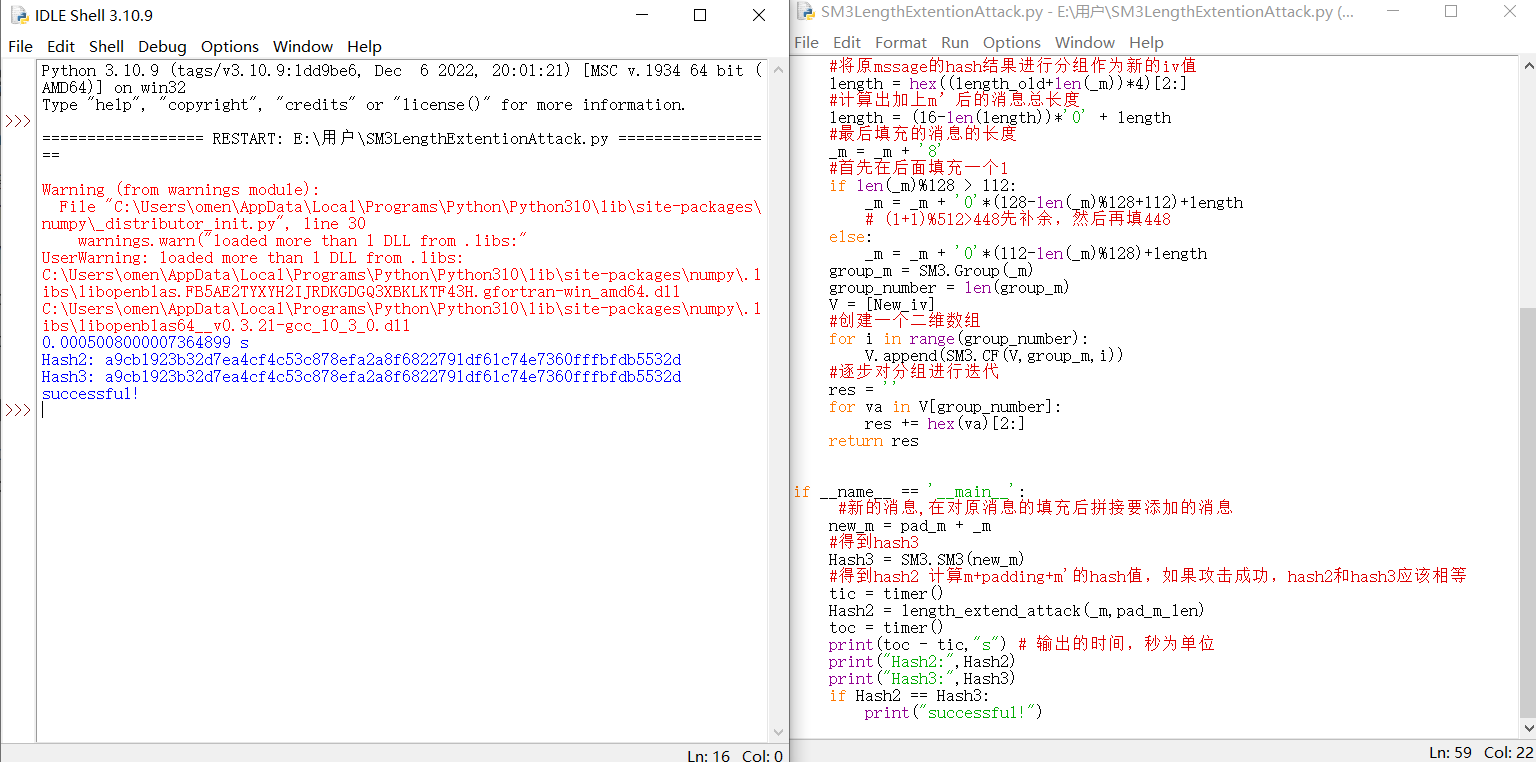 IDLE Shell 3.10.9
File Edit Shell Debug Options Window Help
Python 3.10.9 (tags/v3.10.9:1dd9be6, Dec  6 2022, 20:01:21) [MSC v.1934 64 bit (
AMD64)] on win32
Type "help", "copyright", "credits" or "license()" for more information.
>>>
================== RESTART: E:\用户\SM3LengthExtentionAttack.py ================
==
Warning (from warnings module):
  File "C:\Users\omen\AppData\Local\Programs\Python\Python310\lib\site-packages\
numpy\_distributor_init.py", line 30
    warnings.warn("loaded more than 1 DLL from .libs:"
UserWarning: loaded more than 1 DLL from .libs:
C:\Users\omen\AppData\Local\Programs\Python\Python310\lib\site-packages\numpy\.l
ibs\libopenblas.FB5AE2TYXYH2IJRDKGDGQ3XBKLKTF43H.gfortran-win_amd64.dll
C:\Users\omen\AppData\Local\Programs\Python\Python310\lib\site-packages\numpy\.l
ibs\libopenblas64__v0.3.21-gcc_10_3_0.dll
0.0005008000007364899 s
Hash2: a9cb1923b32d7ea4cf4c53c878efa2a8f6822791df61c74e7360fffbfdb5532d
Hash3: a9cb1923b32d7ea4cf4c53c878efa2a8f6822791df61c74e7360fffbfdb5532d
successful!
>>>
Ln: 16 Col: 0
SM3LengthExtentionAttack.py - E:\用户\SM3LengthExtentionAttack.py (...
File Edit Format Run Options Window Help
    #将原mssage的hash结果进行分组作为新的iv值
    length = hex((length_old+len(_m))*4)[2:]
    #计算出加上m'后的消息总长度
    length = (16-len(length))*'0' + length
    #最后填充的消息的长度
    _m = _m + '8'
    #首先在后面填充一个1
    if len(_m)%128 > 112:
        _m = _m + '0'*(128-len(_m)%128+112)+length
        # (1+1)%512>448先补余，然后再填448
    else:
        _m = _m + '0'*(112-len(_m)%128)+length
    group_m = SM3.Group(_m)
    group_number = len(group_m)
    V = [New_iv]
    #创建一个二维数组
    for i in range(group_number):
        V.append(SM3.CF(V,group_m,i))
    #逐步对分组进行迭代
    res = ''
    for va in V[group_number]:
        res += hex(va)[2:]
    return res
if __name__ == '__main__':
     #新的消息,在对原消息的填充后拼接要添加的消息
    new_m = pad_m + _m
    #得到hash3
    Hash3 = SM3.SM3(new_m)
    #得到hash2 计算m+padding+m'的hash值，如果攻击成功，hash2和hash3应该相等
    tic = timer()
    Hash2 = length_extend_attack(_m,pad_m_len)
    toc = timer()
    print(toc - tic,"s") # 输出的时间，秒为单位
    print("Hash2:",Hash2)
    print("Hash3:",Hash3)
    if Hash2 == Hash3:
        print("successful!")
Ln: 59 Col: 22